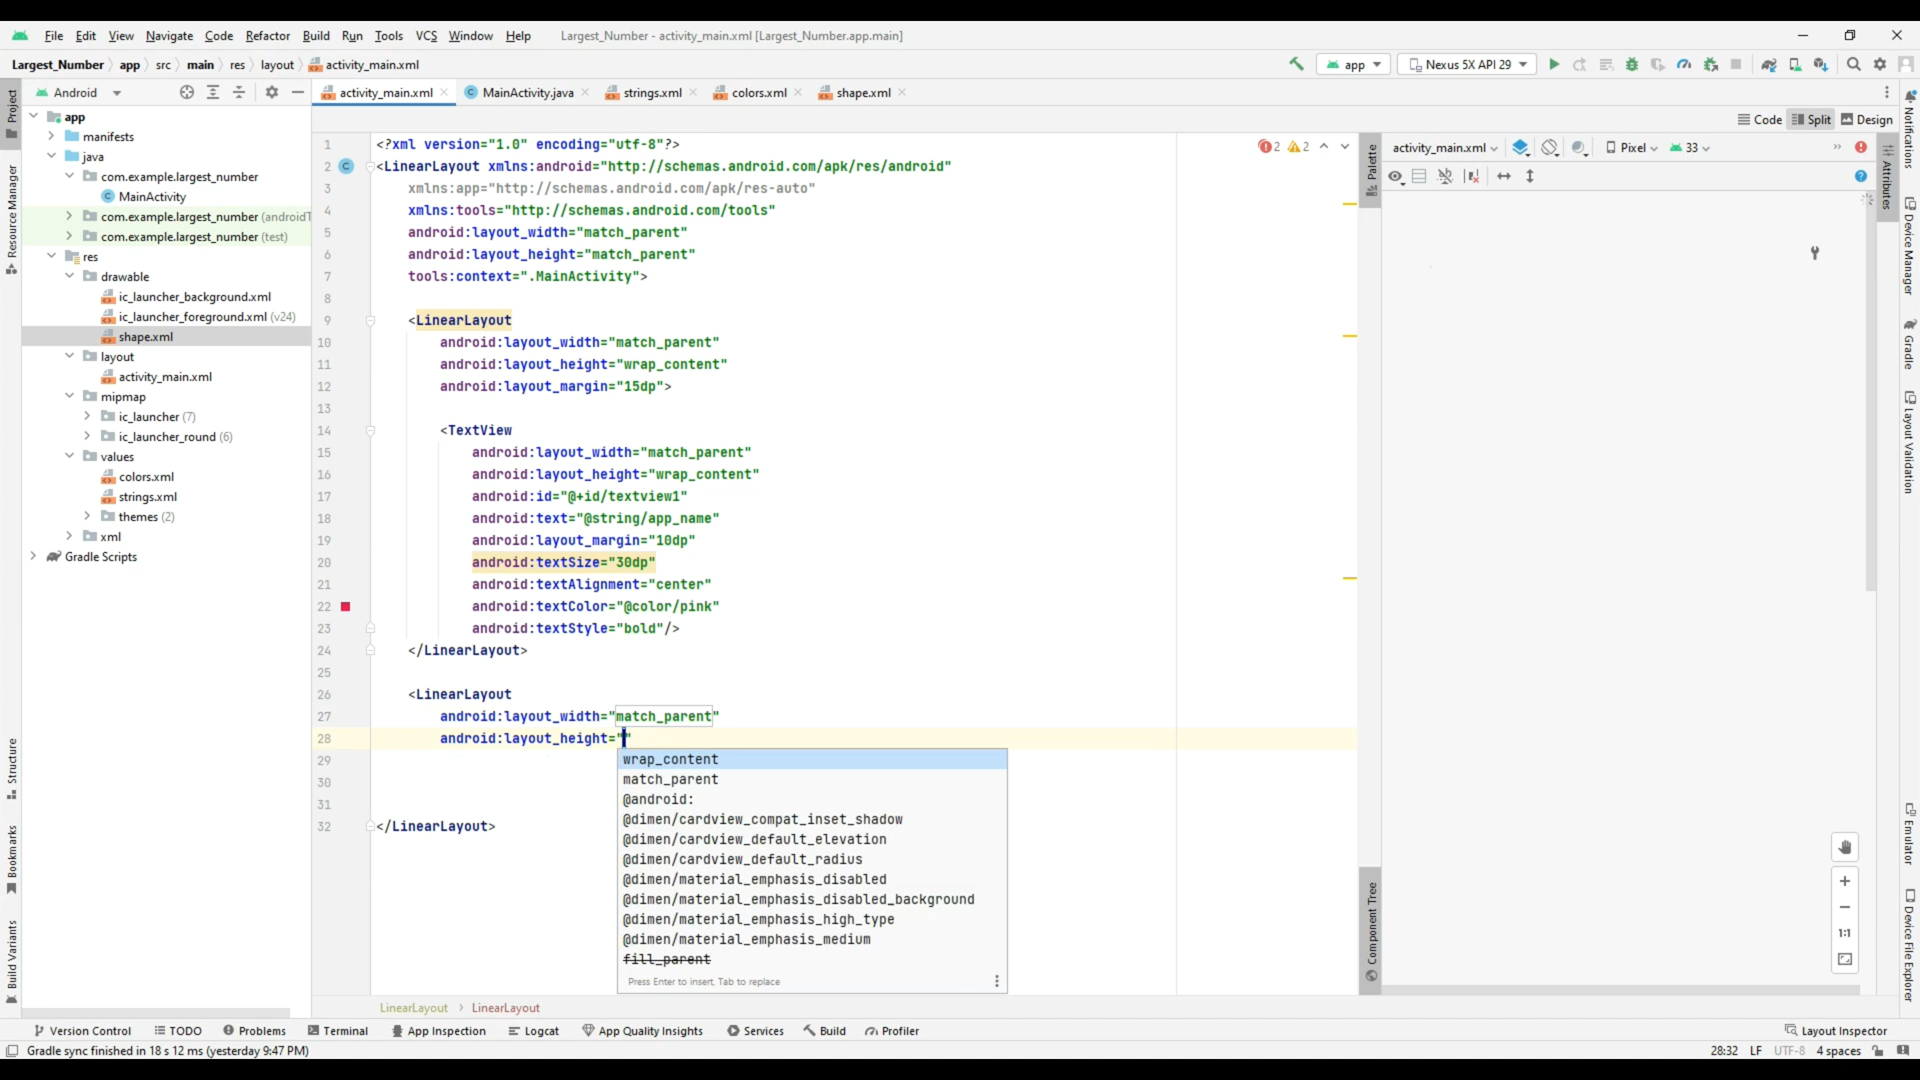 File Edit View Navigate Code Refactor Build Run Tools VCS Window Help Largest_Number - activity_main.xml [Largest_Number.app.main]
Largest_Number app src main res layout activity_main.xml app Nexus 5X API 29
Android activity_main.xml MainActivity.java strings.xml colors.xml shape.xml
Code Split Design
Project
Resource Manager
Structure
Bookmarks
Build Variants
app
manifests
java
com.example.largest_number
MainActivity
com.example.largest_number (androidT
com.example.largest_number (test)
res
drawable
ic_launcher_background.xml
ic_launcher_foreground.xml (v24)
shape.xml
layout
activity_main.xml
mipmap
ic_launcher (7)
ic_launcher_round (6)
values
colors.xml
strings.xml
themes (2)
xml
Gradle Scripts
1 <?xml version="1.0" encoding="utf-8"?>
2 <LinearLayout xmlns:android="http://schemas.android.com/apk/res/android"
3 xmlns:app="http://schemas.android.com/apk/res-auto"
4 xmlns:tools="http://schemas.android.com/tools"
5 android:layout_width="match_parent"
6 android:layout_height="match_parent"
7 tools:context=".MainActivity">
8
9 <LinearLayout
10 android:layout_width="match_parent"
11 android:layout_height="wrap_content"
12 android:layout_margin="15dp">
13
14 <TextView
15 android:layout_width="match_parent"
16 android:layout_height="wrap_content"
17 android:id="@+id/textview1"
18 android:text="@string/app_name"
19 android:layout_margin="10dp"
20 android:textSize="30dp"
21 android:textAlignment="center"
22 android:textColor="@color/pink"
23 android:textStyle="bold"/>
24 </LinearLayout>
25
26 <LinearLayout
27 android:layout_width="match_parent"
28 android:layout_height=""
29
30
31
32 </LinearLayout>
2 2
wrap_content
match_parent
@android:
@dimen/cardview_compat_inset_shadow
@dimen/cardview_default_elevation
@dimen/cardview_default_radius
@dimen/material_emphasis_disabled
@dimen/material_emphasis_disabled_background
@dimen/material_emphasis_high_type
@dimen/material_emphasis_medium
fill_parent
Press Enter to insert, Tab to replace
LinearLayout LinearLayout
Palette
Component Tree
activity_main.xml Pixel 33
1:1
Attributes
Notifications
Device Manager
Gradle
Layout Validation
Emulator
Device File Explorer
Version Control TODO Problems Terminal App Inspection Logcat App Quality Insights Services Build Profiler Layout Inspector
Gradle sync finished in 18 s 12 ms (yesterday 9:47 PM) 28:32 LF UTF-8 4 spaces